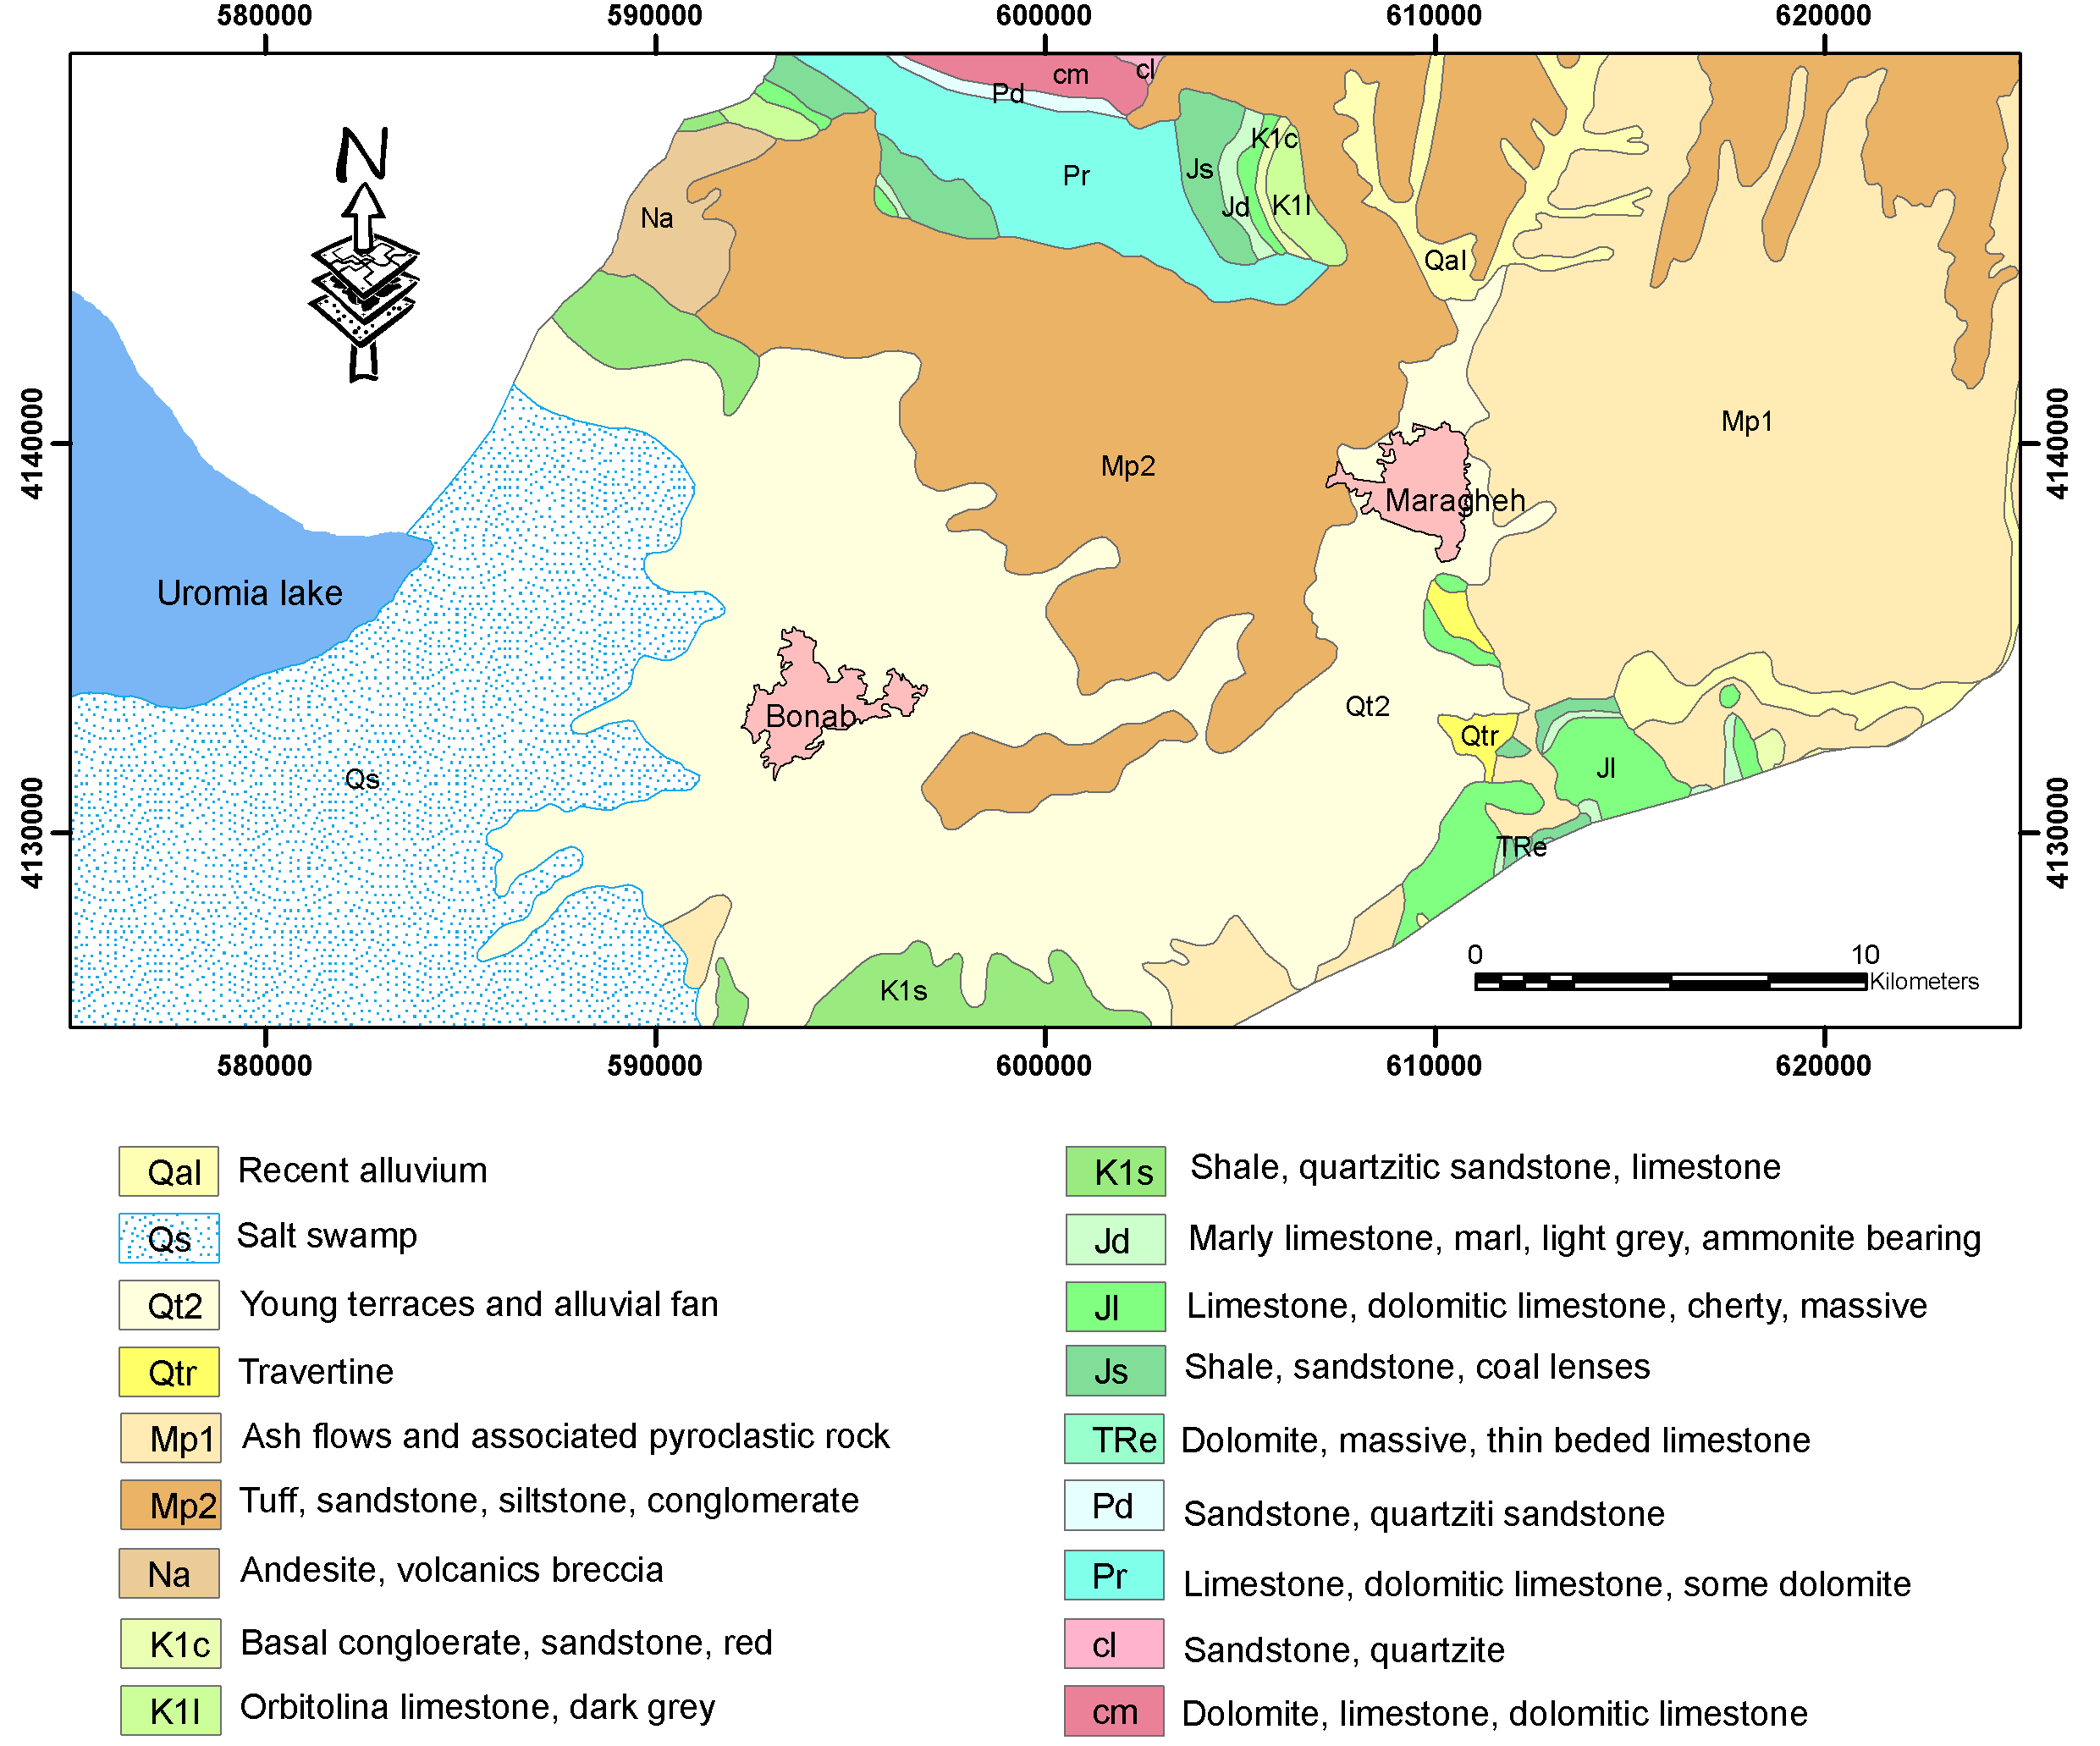 580000 590000 600000 610000 620000
N
cm
cl
Pd
K1c
Js
Pr
Jd
K1l
Na
Qal
4140000
4140000
Mp1
Mp2
Maragheh
Uromia lake
Qt2
Bonab
Qtr
Jl
Qs
4130000
4130000
TRe
0 10
Kilometers
K1s
580000 590000 600000 610000 620000
Qal Recent alluvium
Qs Salt swamp
Qt2 Young terraces and alluvial fan
Qtr Travertine
Mp1 Ash flows and associated pyroclastic rock
Mp2 Tuff, sandstone, siltstone, conglomerate
Na Andesite, volcanics breccia
K1c Basal congloerate, sandstone, red
K1l Orbitolina limestone, dark grey
K1s Shale, quartzitic sandstone, limestone
Jd Marly limestone, marl, light grey, ammonite bearing
Jl Limestone, dolomitic limestone, cherty, massive
Js Shale, sandstone, coal lenses
TRe Dolomite, massive, thin beded limestone
Pd Sandstone, quartziti sandstone
Pr Limestone, dolomitic limestone, some dolomite
cl Sandstone, quartzite
cm Dolomite, limestone, dolomitic limestone